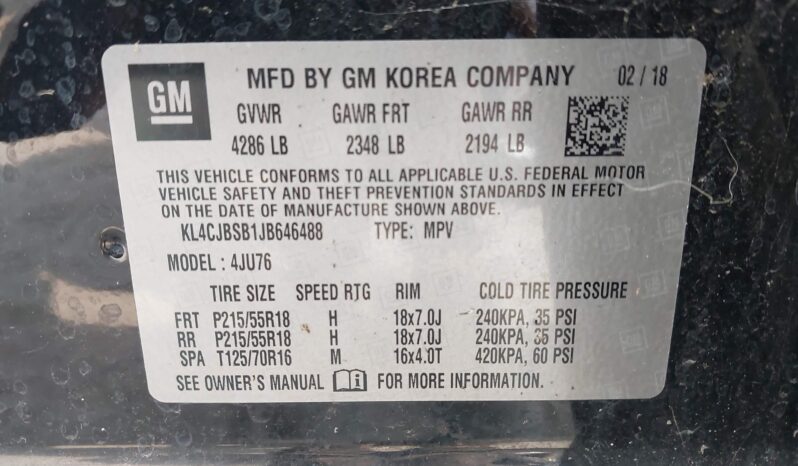 GM MFD BY GM KOREA COMPANY 02 / 18
GVWR GAWR FRT GAWR RR
4286 LB 2348 LB 2194 LB
THIS VEHICLE CONFORMS TO ALL APPLICABLE U.S. FEDERAL MOTOR
VEHICLE SAFETY AND THEFT PREVENTION STANDARDS IN EFFECT
ON THE DATE OF MANUFACTURE SHOWN ABOVE.
KL4CJBSB1JB646488 TYPE: MPV
MODEL : 4JU76
TIRE SIZE SPEED RTG RIM COLD TIRE PRESSURE
FRT P215/55R18 H 18x7.0J 240KPA, 35 PSI
RR P215/55R18 H 18x7.0J 240KPA, 35 PSI
SPA T125/70R16 M 16x4.0T 420KPA, 60 PSI
SEE OWNER'S MANUAL FOR MORE INFORMATION.